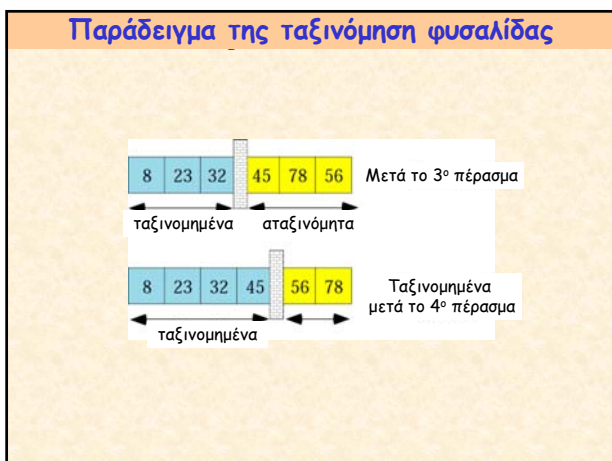 Παράδειγμα της ταξινόμηση φυσαλίδας
8 23 32 45 78 56 Μετά το 3ο πέρασμα
ταξινομημένα αταξινόμητα
8 23 32 45 56 78 Ταξινομημένα
μετά το 4ο πέρασμα
ταξινομημένα